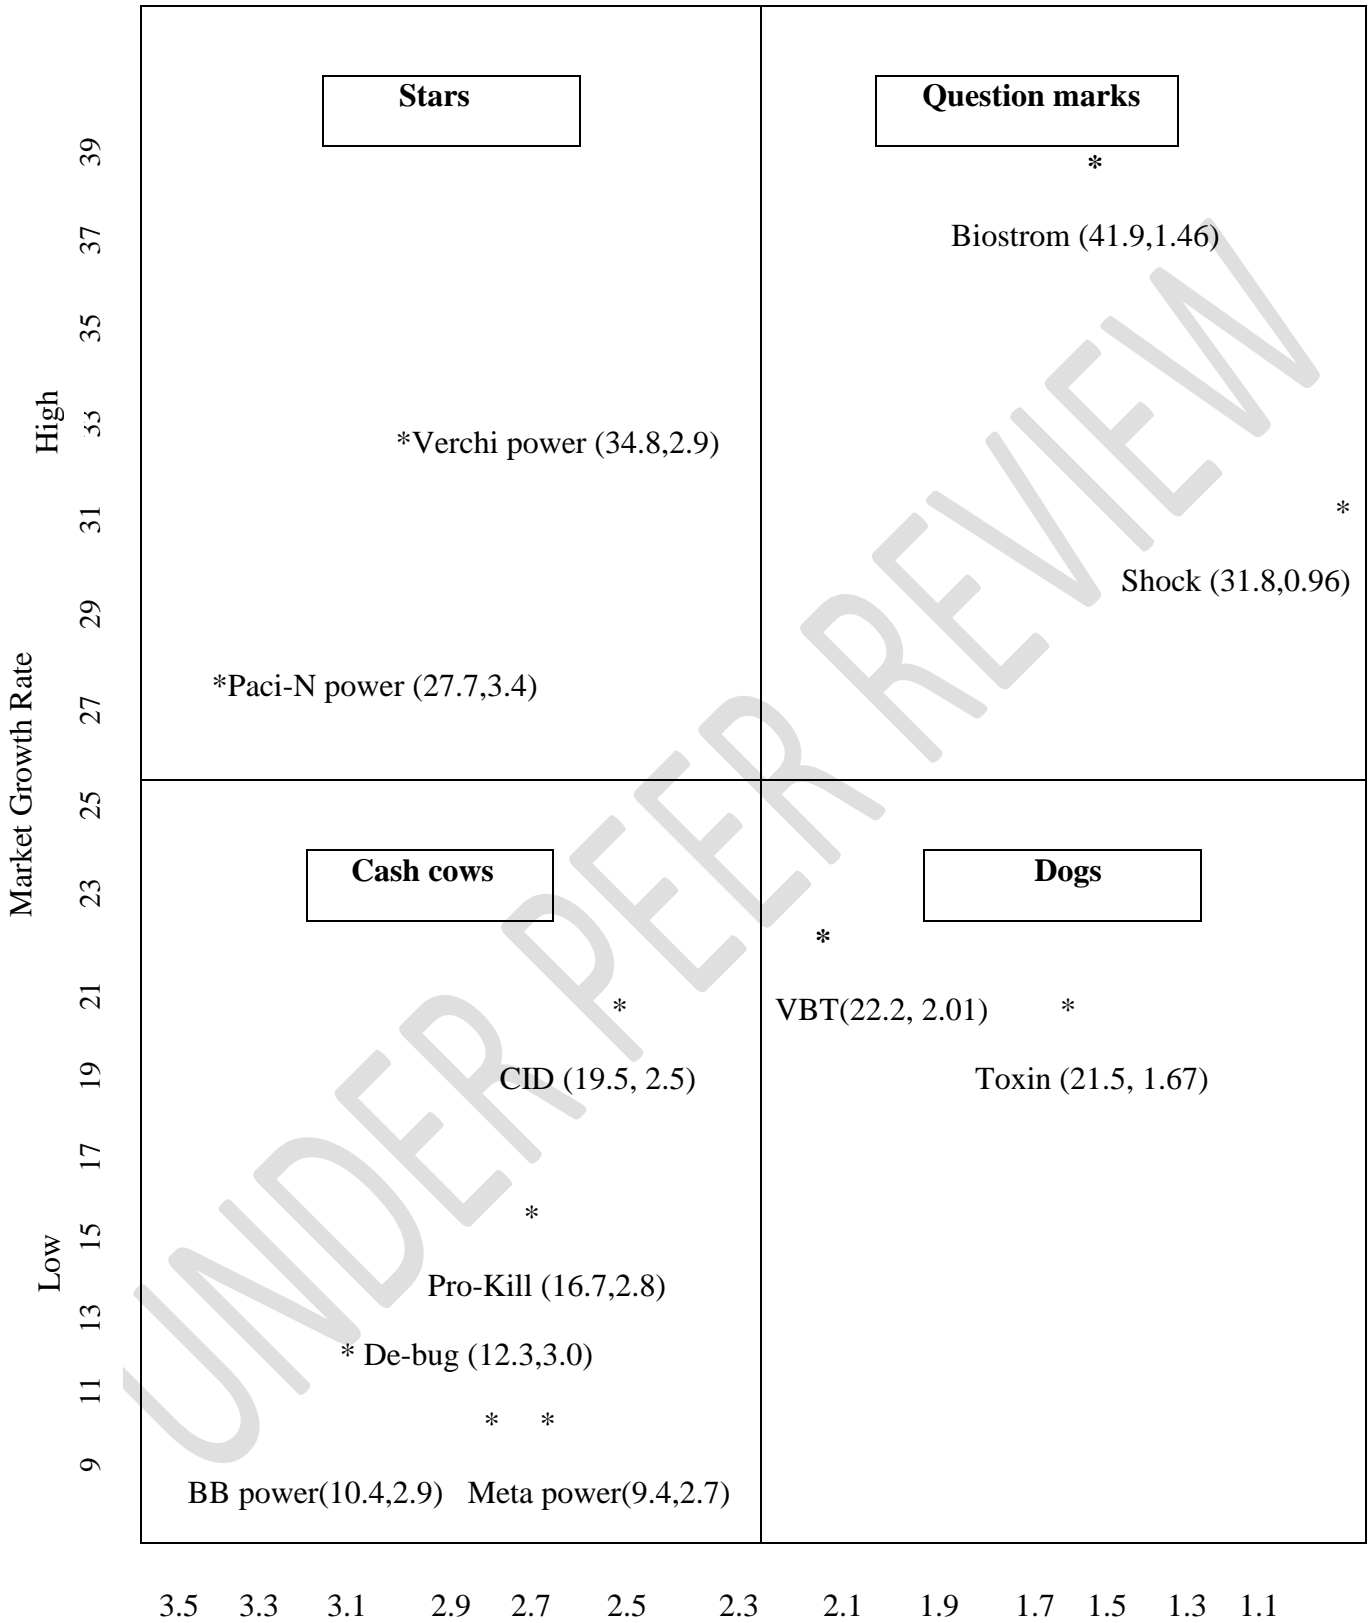 Stars
Question marks
39
*
37
Biostrom (41.9,1.46)
35
High
33
*Verchi power (34.8,2.9)
31
*
Shock (31.8,0.96)
29
*Paci-N power (27.7,3.4)
27
Market Growth Rate
25
Cash cows
Dogs
23
*
21
*
VBT(22.2, 2.01)
*
19
CID (19.5, 2.5)
Toxin (21.5, 1.67)
17
*
15
Low
Pro-Kill (16.7,2.8)
13
* De-bug (12.3,3.0)
11
* *
9
BB power(10.4,2.9) Meta power(9.4,2.7)
3.5 3.3 3.1 2.9 2.7 2.5 2.3 2.1 1.9 1.7 1.5 1.3 1.1
UNDER PEER REVIEW